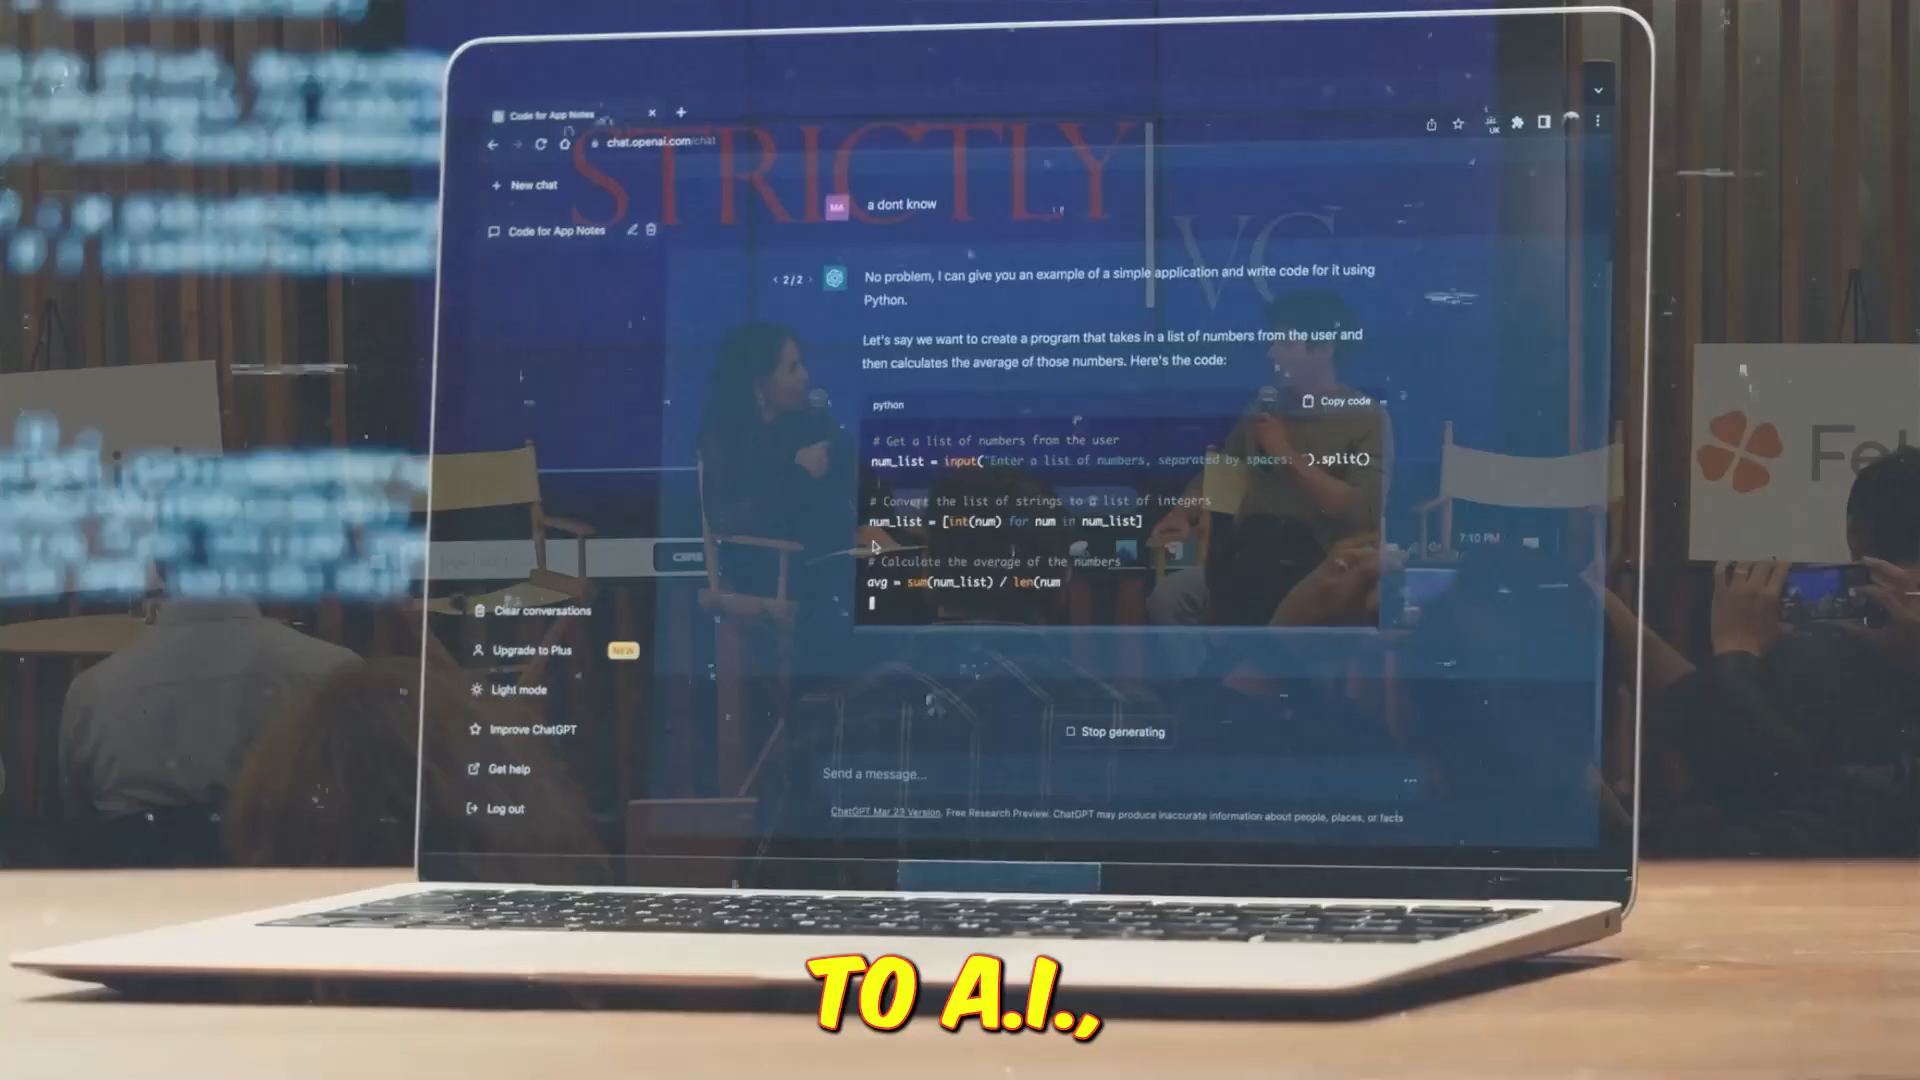 Code for App Notes
chat.openai.com/chat
STRICTLY
VC
UK
New chat
MA
a dont know
Code for App Notes
2/2
No problem, I can give you an example of a simple application and write code for it using
Python.
Let's say we want to create a program that takes in a list of numbers from the user and
then calculates the average of those numbers. Here's the code:
python
Copy code
# Get a list of numbers from the user
num_list = input("Enter a list of numbers, separated by spaces: ").split()
# Convert the list of strings to a list of integers
num_list = [int(num) for num in num_list]
7:10 PM
# Calculate the average of the numbers
avg = sum(num_list) / len(num
Clear conversations
Upgrade to Plus
NEW
Light mode
Improve ChatGPT
Stop generating
Get help
Send a message...
Log out
ChatGPT Mar 23 Version. Free Research Preview. ChatGPT may produce inaccurate information about people, places, or facts
TO A.I.,